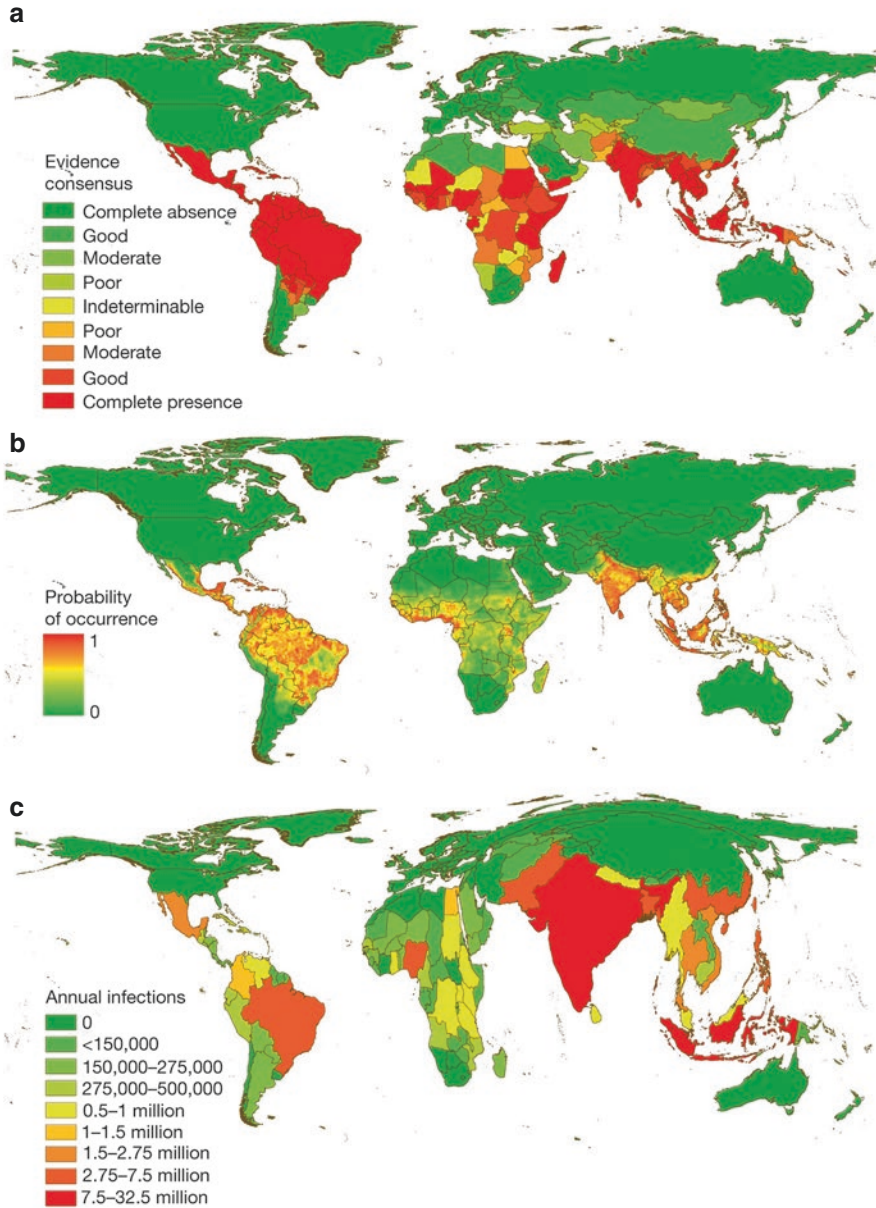 a
Evidence
consensus
Complete absence
Good
Moderate
Poor
Indeterminable
Poor
Moderate
Good
Complete presence
b
Probability
of occurrence
1
0
c
Annual infections
0
<150,000
150,000–275,000
275,000–500,000
0.5–1 million
1–1.5 million
1.5–2.75 million
2.75–7.5 million
7.5–32.5 million